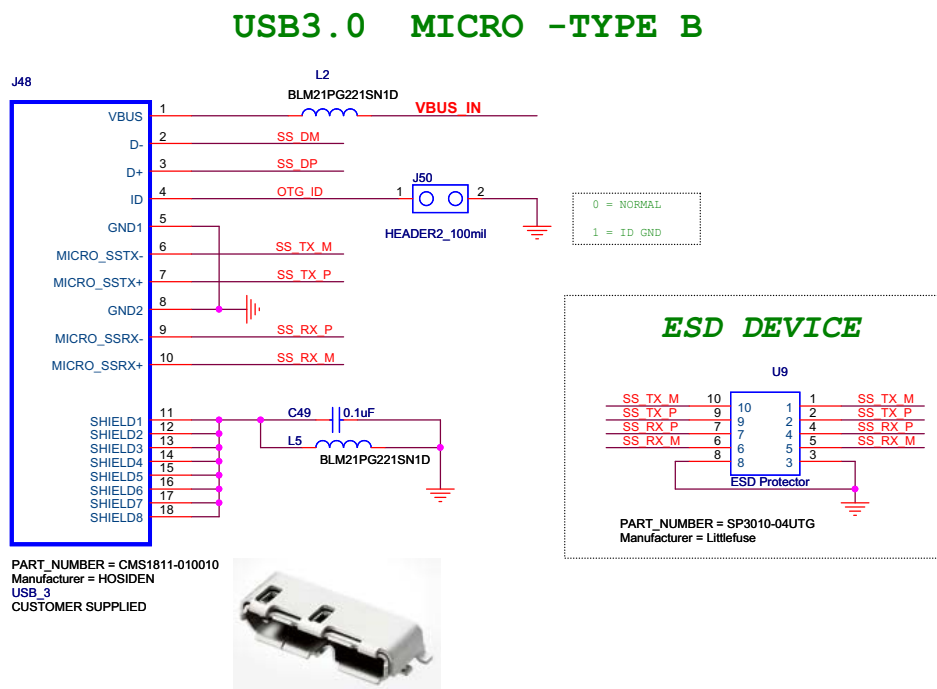 USB3.0 MICRO -TYPE B
J48
L2
BLM21PG221SN1D
VBUS 1 VBUS_IN
D- 2 SS_DM
D+ 3 SS_DP
ID 4 OTG_ID
J50
1 2
HEADER2_100mil
0 = NORMAL
1 = ID GND
GND1 5
MICRO_SSTX- 6 SS_TX_M
MICRO_SSTX+ 7 SS_TX_P
GND2 8
MICRO_SSRX- 9 SS_RX_P
MICRO_SSRX+ 10 SS_RX_M
SHIELD1 11
SHIELD2 12
SHIELD3 13
SHIELD4 14
SHIELD5 15
SHIELD6 16
SHIELD7 17
SHIELD8 18
C49 0.1uF
L5
BLM21PG221SN1D
PART_NUMBER = CMS1811-010010
Manufacturer = HOSIDEN
USB_3
CUSTOMER SUPPLIED
ESD DEVICE
U9
SS_TX_M 10 10 1 1 SS_TX_M
SS_TX_P 9 9 2 2 SS_TX_P
SS_RX_P 7 7 4 4 SS_RX_P
SS_RX_M 6 6 5 5 SS_RX_M
8 8 3 3
ESD Protector
PART_NUMBER = SP3010-04UTG
Manufacturer = Littlefuse